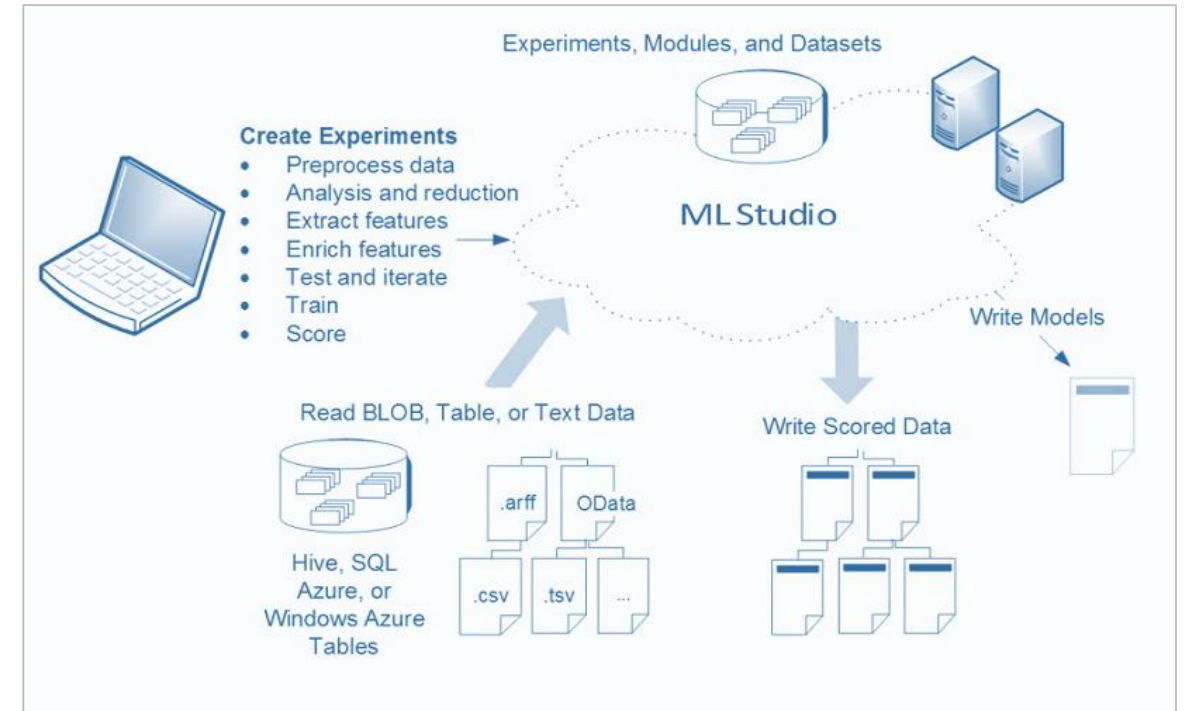 Experiments, Modules, and Datasets
Create Experiments
• Preprocess data
• Analysis and reduction
• Extract features
• Enrich features
• Test and iterate
• Train
• Score
ML Studio
Write Models
Read BLOB, Table, or Text Data
Write Scored Data
.arff
OData
.csv
.tsv
...
Hive, SQL
Azure, or
Windows Azure
Tables